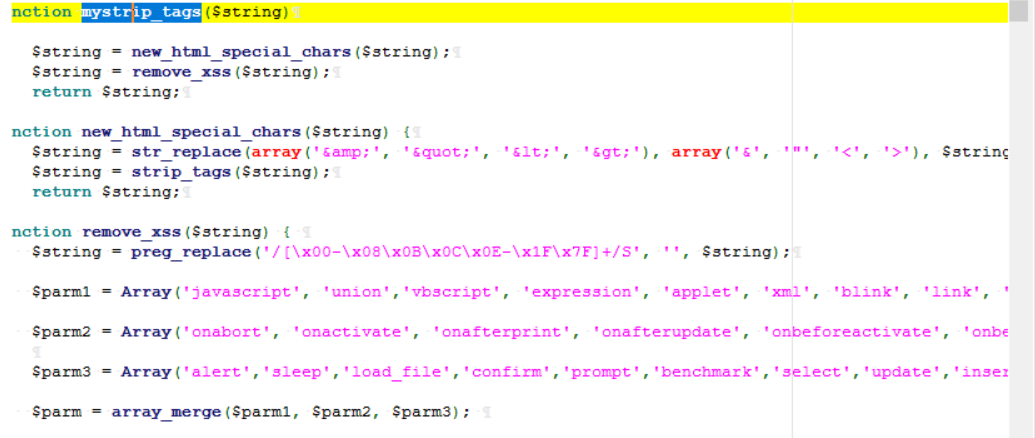 nction mystrip_tags($string)
$string = new_html_special_chars($string);
$string = remove_xss($string);
return $string;
nction new_html_special_chars($string) {
$string = str_replace(array('&amp;', '&quot;', '&lt;', '&gt;'), array('&', '"', '<', '>'), $string
$string = strip_tags($string);
return $string;
nction remove_xss($string) {
$string = preg_replace('/[\x00-\x08\x0B\x0C\x0E-\x1F\x7F]+/S', '', $string);
$parm1 = Array('javascript', 'union','vbscript', 'expression', 'applet', 'xml', 'blink', 'link', '
$parm2 = Array('onabort', 'onactivate', 'onafterprint', 'onafterupdate', 'onbeforeactivate', 'onbe
$parm3 = Array('alert','sleep','load_file','confirm','prompt','benchmark','select','update','inser
$parm = array_merge($parm1, $parm2, $parm3);